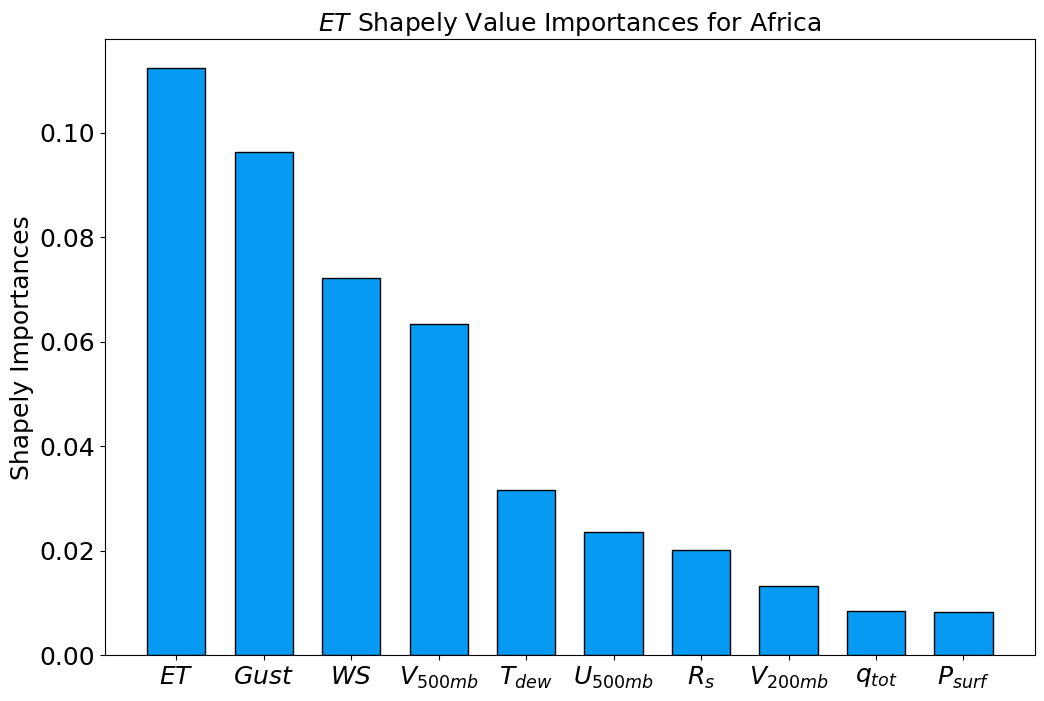 ET Shapely Value Importances for Africa
Shapely Importances
0.10
0.08
0.06
0.04
0.02
0.00
ET Gust WS V500mb Tdew U500mb Rs V200mb qtot Psurf